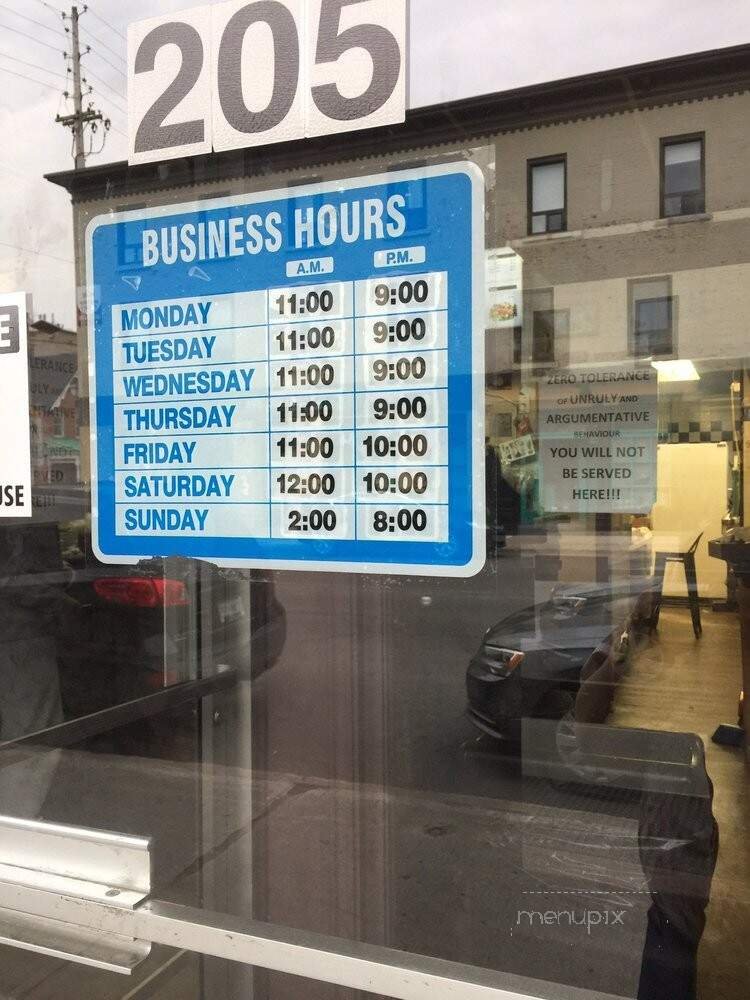 205
BUSINESS HOURS
A.M. P.M.
MONDAY 11:00 9:00
TUESDAY 11:00 9:00
WEDNESDAY 11:00 9:00
THURSDAY 11:00 9:00
FRIDAY 11:00 10:00
SATURDAY 12:00 10:00
SUNDAY 2:00 8:00
E
USE
ZERO TOLERANCE
OF UNRULY AND
ARGUMENTATIVE
BEHAVIOUR
YOU WILL NOT
BE SERVED
HERE!!!
menupix